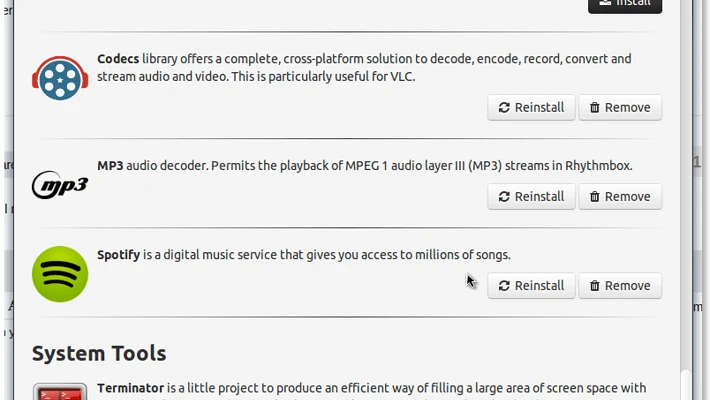 Install
Codecs library offers a complete, cross-platform solution to decode, encode, record, convert and
stream audio and video. This is particularly useful for VLC.
Reinstall Remove
MP3 audio decoder. Permits the playback of MPEG 1 audio layer III (MP3) streams in Rhythmbox.
mp3
Reinstall Remove
Spotify is a digital music service that gives you access to millions of songs.
Reinstall Remove
System Tools
Terminator is a little project to produce an efficient way of filling a large area of screen space with